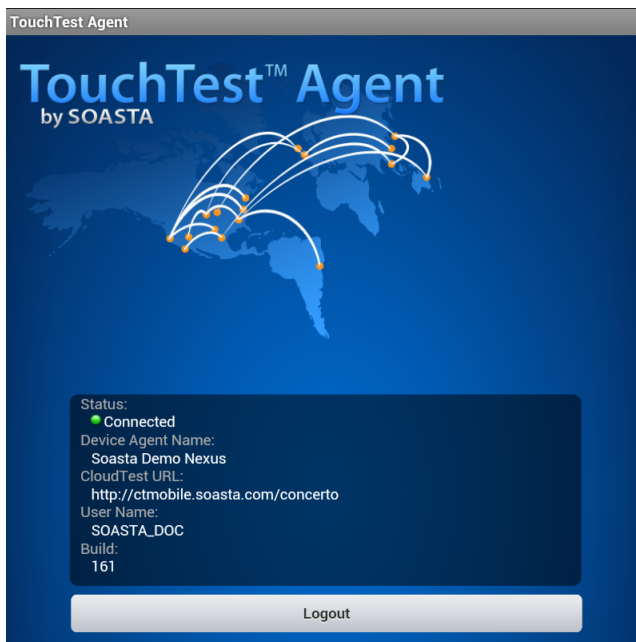 TouchTest Agent
TouchTest™ Agent
by SOASTA
Status:
Connected
Device Agent Name:
Soasta Demo Nexus
CloudTest URL:
http://ctmobile.soasta.com/concerto
User Name:
SOASTA_DOC
Build:
161
Logout